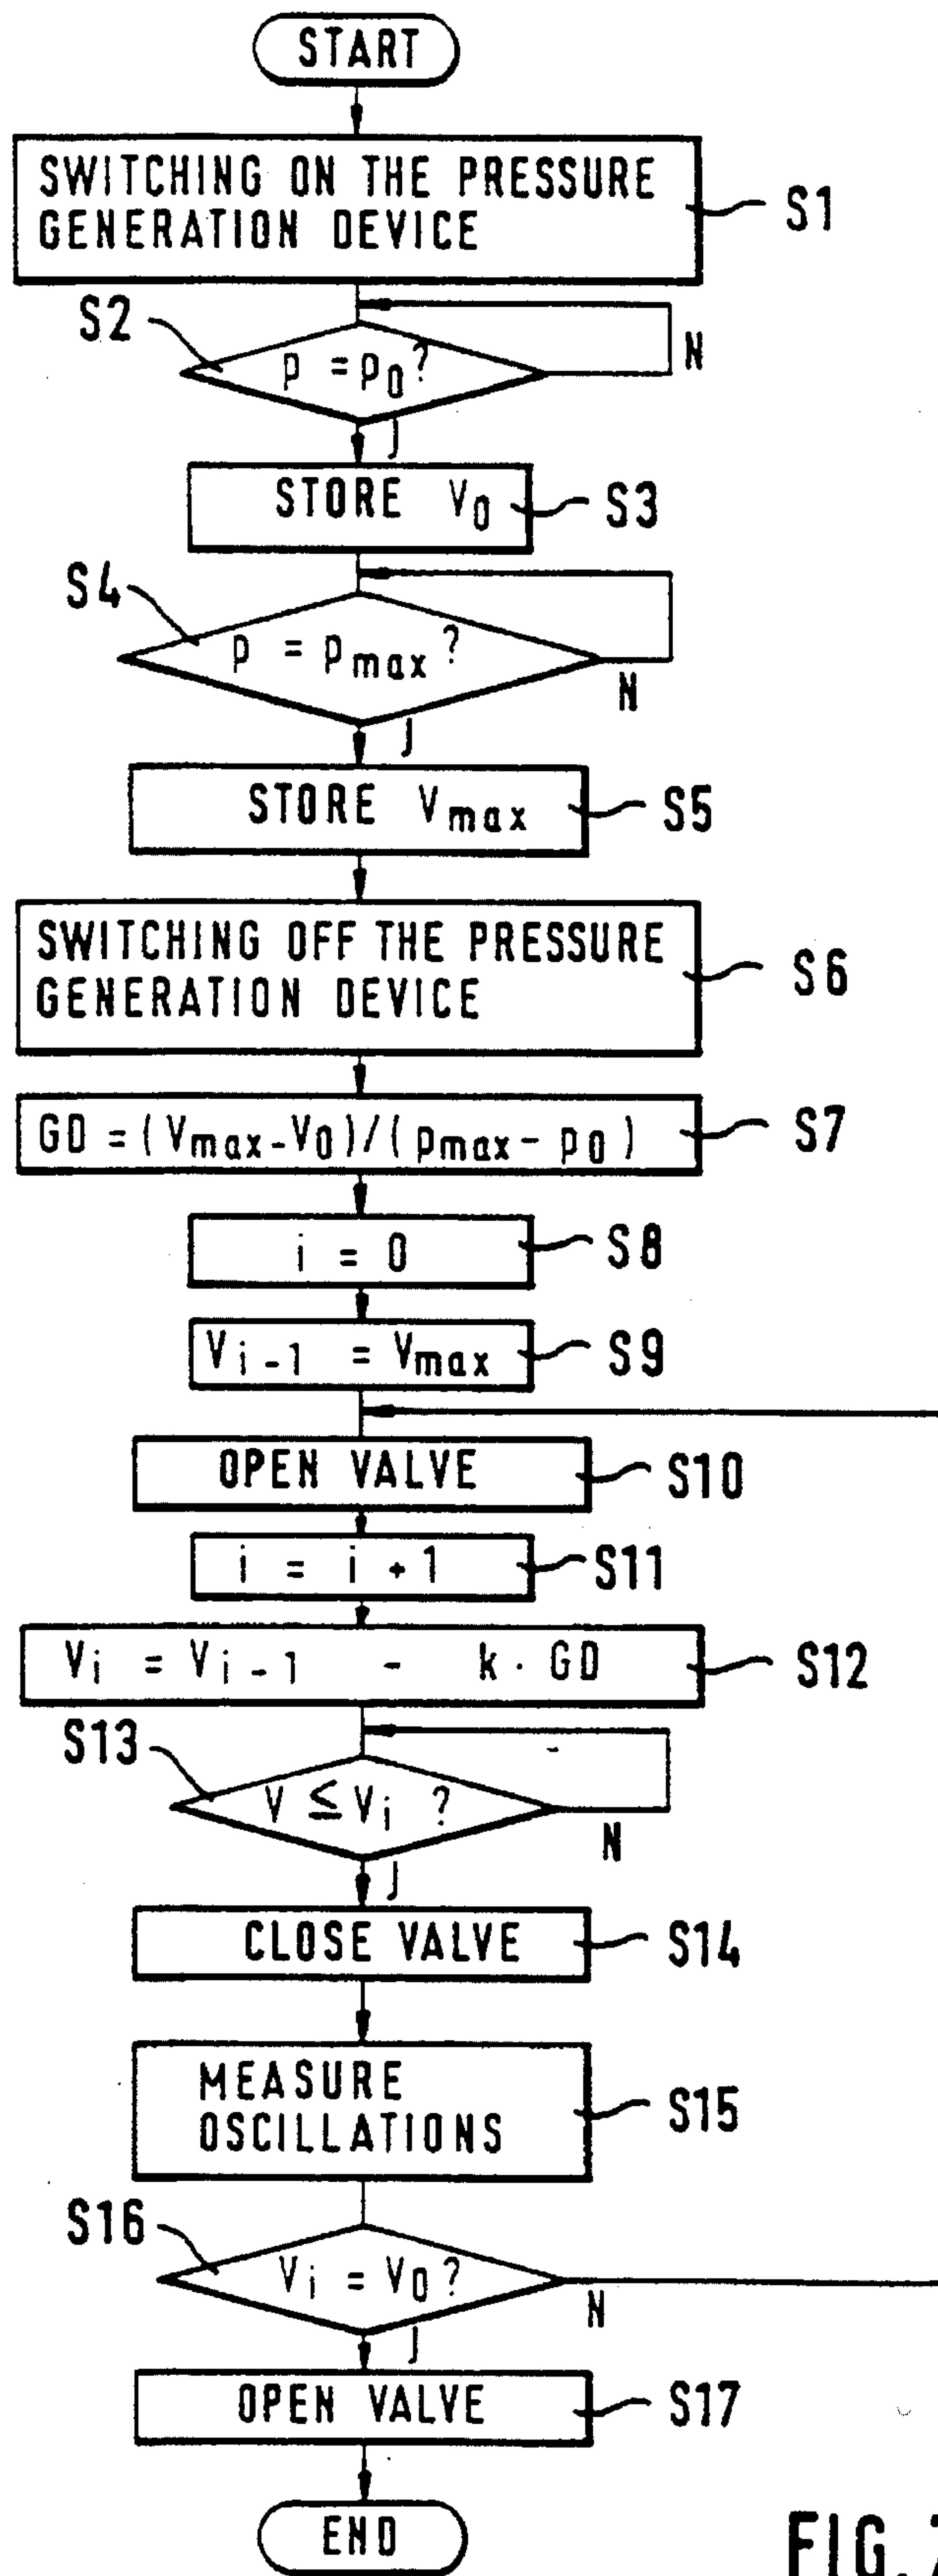 START
SWITCHING ON THE PRESSURE
GENERATION DEVICE
S1
S2
p = p0?
N
J
STORE V0
S3
S4
p = pmax?
N
J
STORE Vmax
S5
SWITCHING OFF THE PRESSURE
GENERATION DEVICE
S6
GD = (Vmax - V0)/(pmax - p0)
S7
i = 0
S8
Vi-1 = Vmax
S9
OPEN VALVE
S10
i = i + 1
S11
Vi = Vi-1 - k · GD
S12
S13
V ≤ Vi ?
N
J
CLOSE VALVE
S14
MEASURE
OSCILLATIONS
S15
S16
Vi = V0?
N
J
OPEN VALVE
S17
END
FIG.